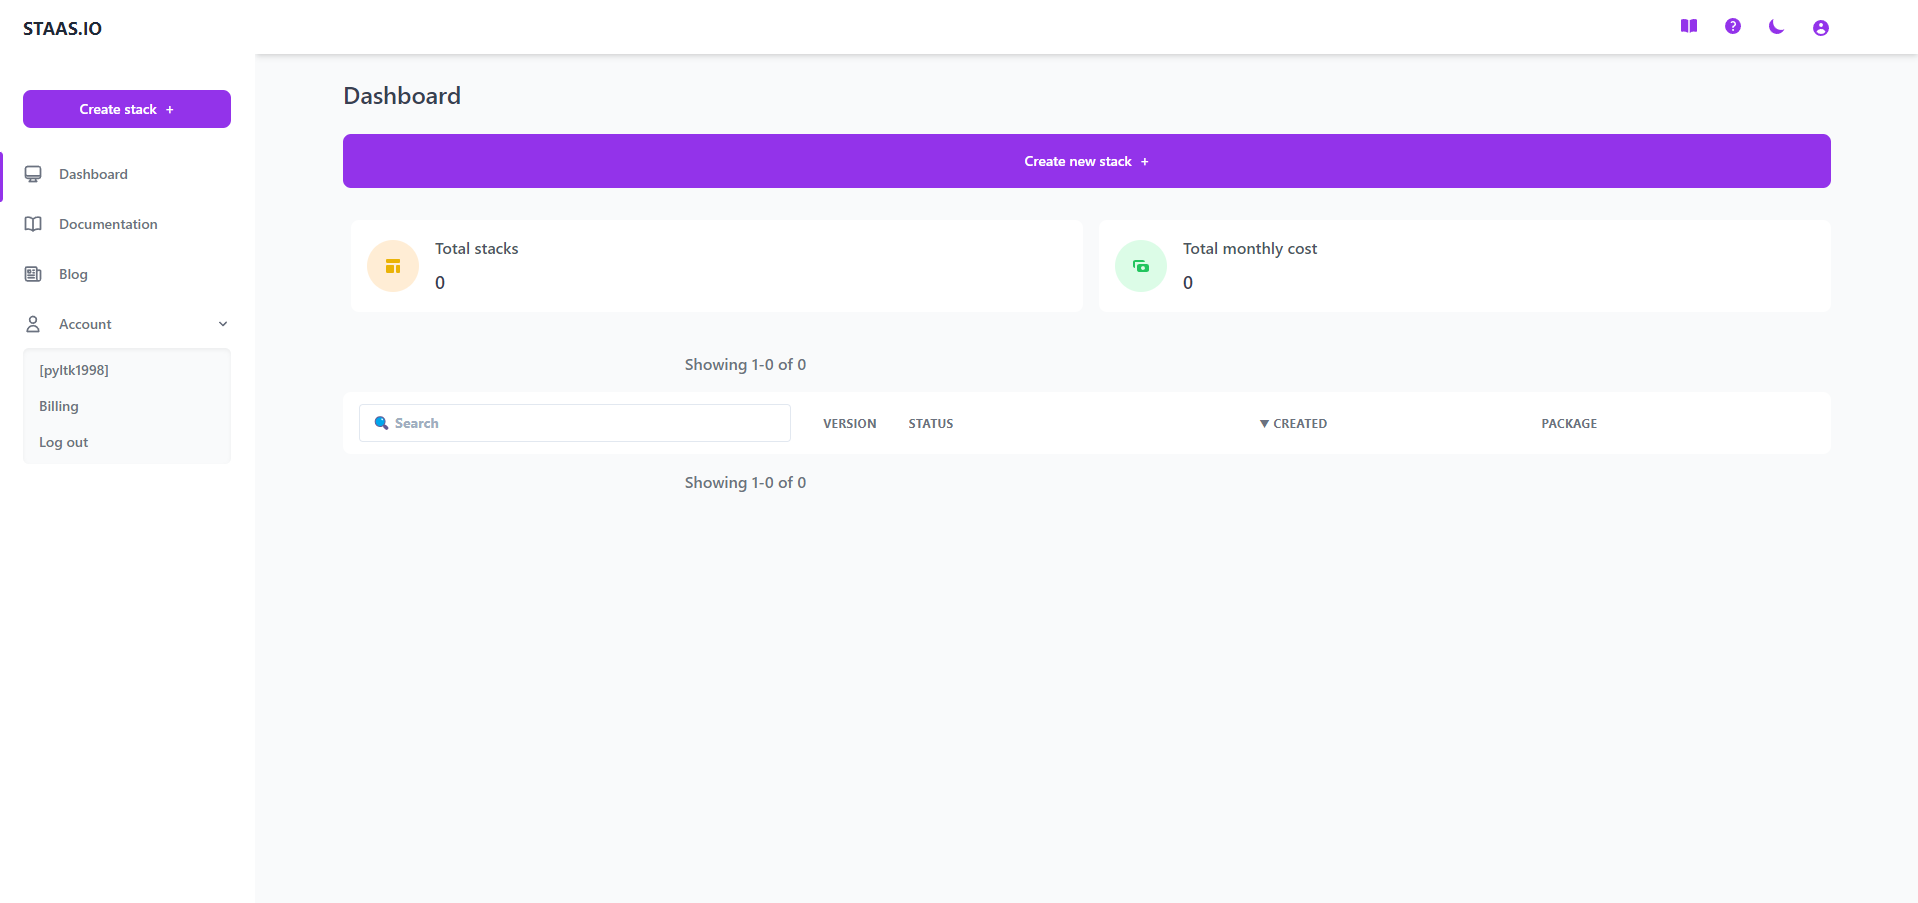 STAAS.IO
Create stack +
Dashboard
Documentation
Blog
Account
[pyltk1998]
Billing
Log out
Dashboard
Create new stack +
Total stacks
0
Total monthly cost
0
Showing 1-0 of 0
Search VERSION STATUS ▼ CREATED PACKAGE
Showing 1-0 of 0